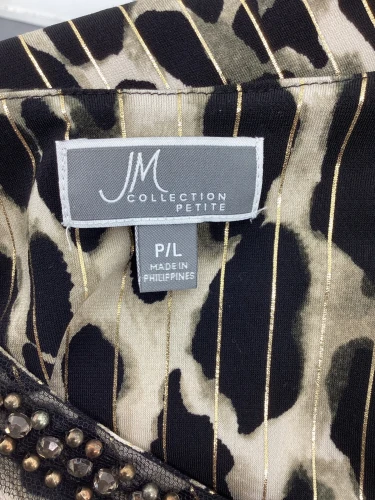 JM
COLLECTION
PETITE
P/L
MADE IN
PHILIPPINES